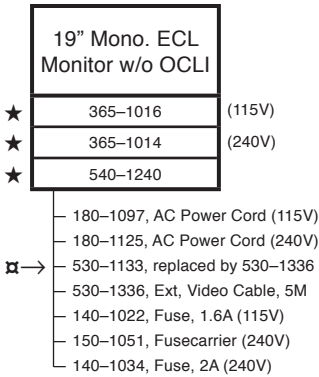 19” Mono. ECL
Monitor w/o OCLI
★ 365–1016 (115V)
★ 365–1014 (240V)
★ 540–1240
180–1097, AC Power Cord (115V)
180–1125, AC Power Cord (240V)
¤→ 530–1133, replaced by 530–1336
530–1336, Ext, Video Cable, 5M
140–1022, Fuse, 1.6A (115V)
150–1051, Fusecarrier (240V)
140–1034, Fuse, 2A (240V)